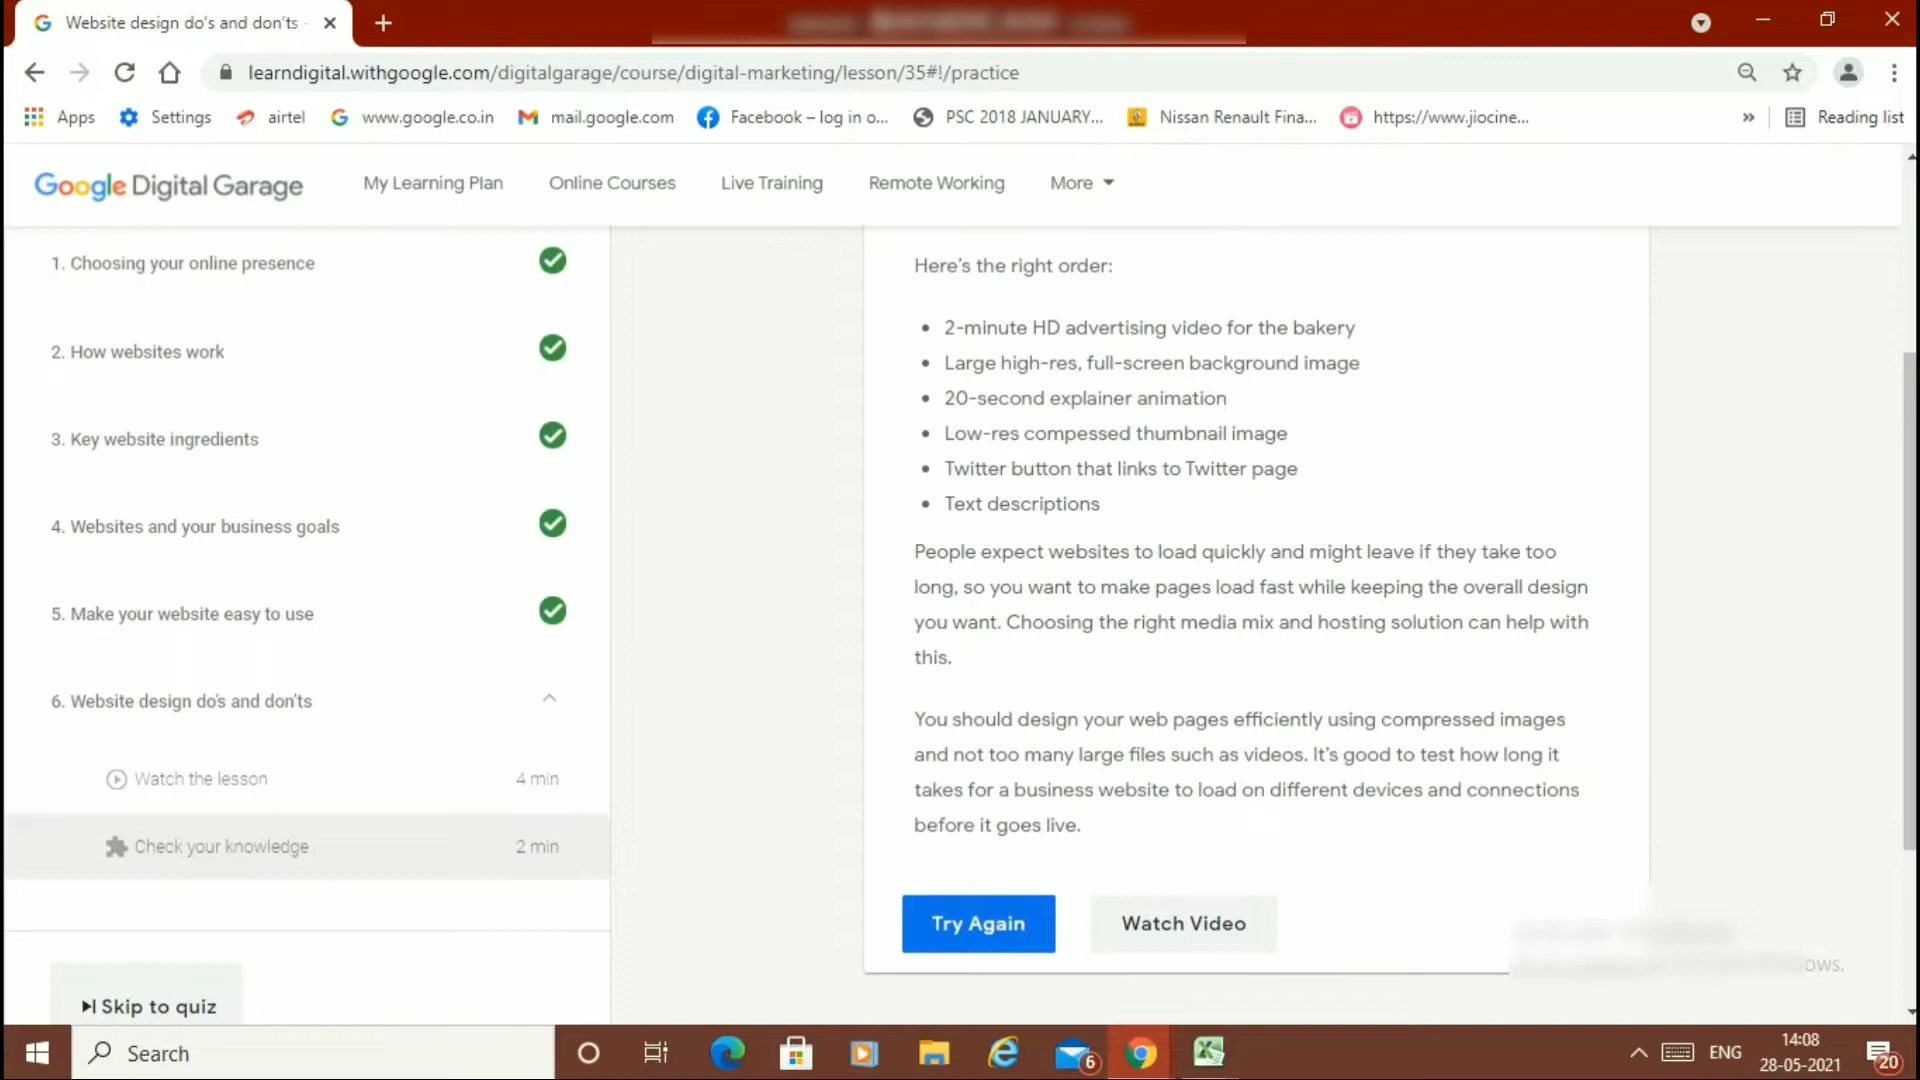 Website design do's and don'ts -
learndigital.withgoogle.com/digitalgarage/course/digital-marketing/lesson/35#!/practice
Apps Settings airtel www.google.co.in mail.google.com Facebook – log in o... PSC 2018 JANUARY... Nissan Renault Fina... https://www.jiocine... » Reading list
Google Digital Garage My Learning Plan Online Courses Live Training Remote Working More
1. Choosing your online presence
2. How websites work
3. Key website ingredients
4. Websites and your business goals
5. Make your website easy to use
6. Website design do's and don'ts
Watch the lesson 4 min
Check your knowledge 2 min
Skip to quiz
Here's the right order:
• 2-minute HD advertising video for the bakery
• Large high-res, full-screen background image
• 20-second explainer animation
• Low-res compessed thumbnail image
• Twitter button that links to Twitter page
• Text descriptions
People expect websites to load quickly and might leave if they take too
long, so you want to make pages load fast while keeping the overall design
you want. Choosing the right media mix and hosting solution can help with
this.
You should design your web pages efficiently using compressed images
and not too many large files such as videos. It's good to test how long it
takes for a business website to load on different devices and connections
before it goes live.
Try Again Watch Video
ows.
Search 6 ENG 14:08 20
28-05-2021